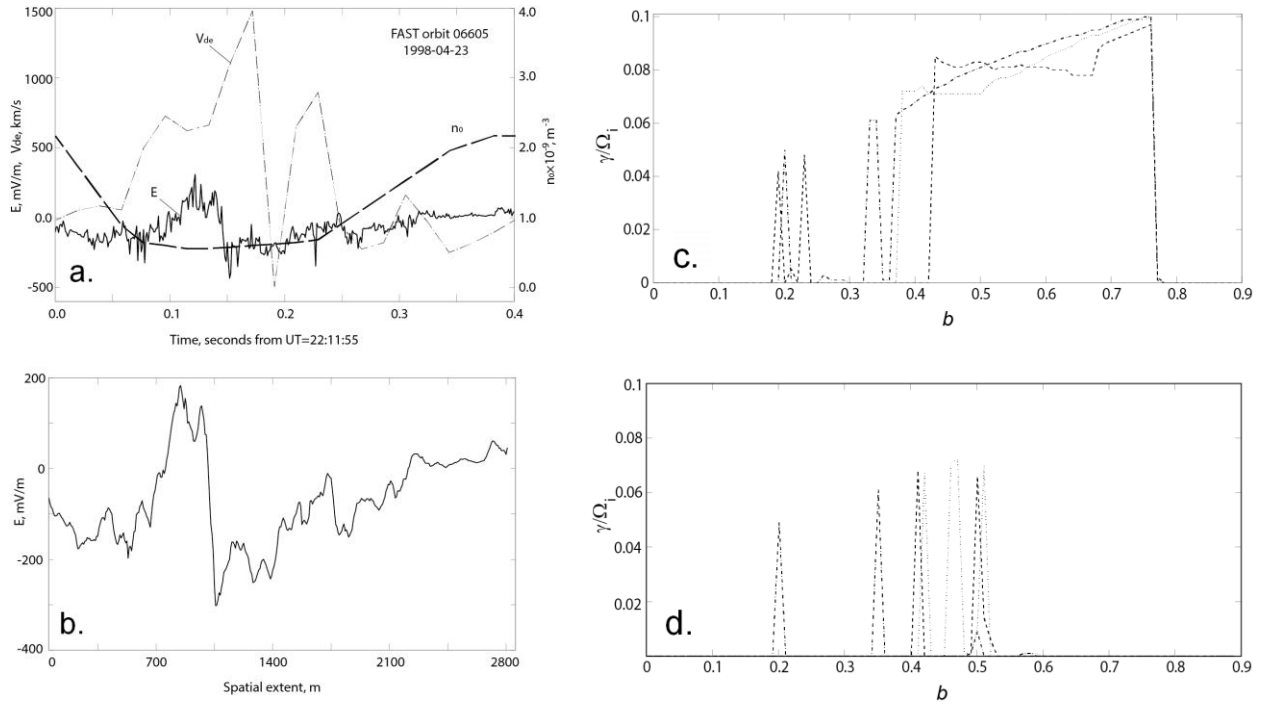 1500
1000
500
0.0
-500
E, mV/m, Vde, km/s
Vde
FAST orbit 06605
1998-04-23
n₀
E
a.
4.0
3.0
2.0
1.0
0.0
n₀×10⁻⁹, m⁻³
0.0 0.1 0.2 0.3 0.4
Time, seconds from UT=22:11:55
200
0
-200
-400
E, mV/m
b.
0 700 1400 2100 2800
Spatial extent, m
0.1
0.08
0.06
0.04
0.02
0
γ/Ωᵢ
c.
0 0.1 0.2 0.3 0.4 0.5 0.6 0.7 0.8 0.9
b
0.1
0.08
0.06
0.04
0.02
γ/Ωᵢ
d.
0 0.1 0.2 0.3 0.4 0.5 0.6 0.7 0.8 0.9
b